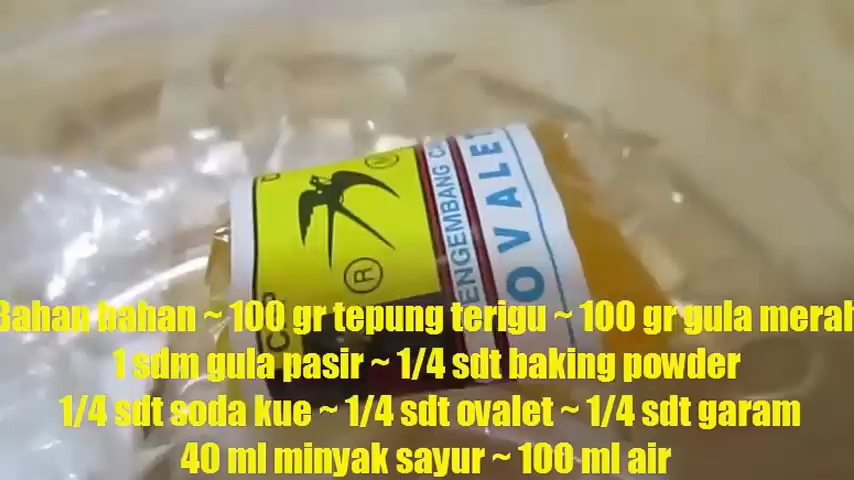 OVALET
ENGEMBANG
CAP
R
Bahan bahan ~ 100 gr tepung terigu ~ 100 gr gula merah
1 sdm gula pasir ~ 1/4 sdt baking powder
1/4 sdt soda kue ~ 1/4 sdt ovalet ~ 1/4 sdt garam
40 ml minyak sayur ~ 100 ml air